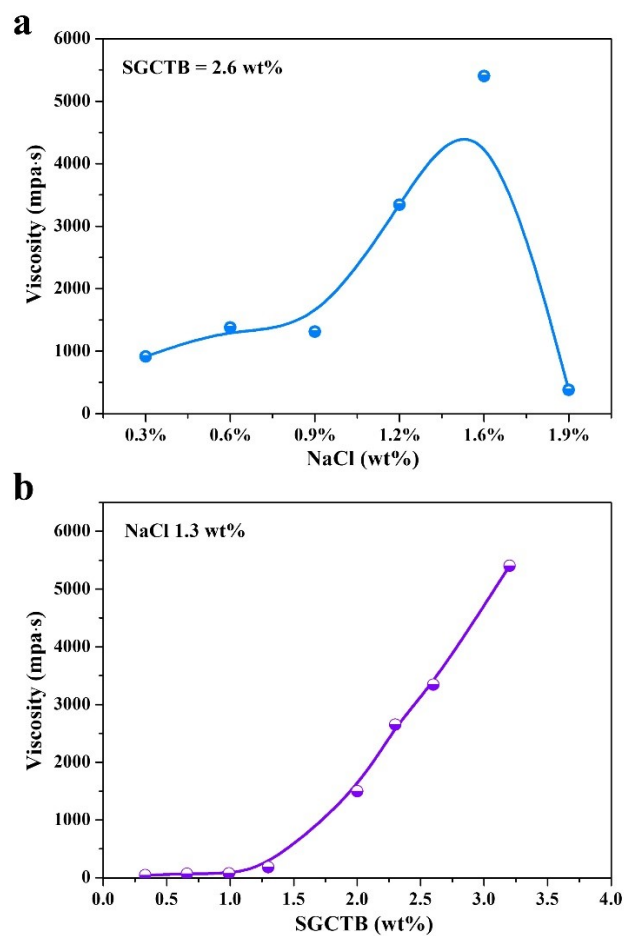 a
6000
SGCTB = 2.6 wt%
5000
4000
3000
2000
1000
0
Viscosity (mpa·s)
0.3% 0.6% 0.9% 1.2% 1.6% 1.9%
NaCl (wt%)
b
6000
NaCl 1.3 wt%
5000
4000
3000
2000
1000
0
Viscosity (mpa·s)
0.0 0.5 1.0 1.5 2.0 2.5 3.0 3.5 4.0
SGCTB (wt%)